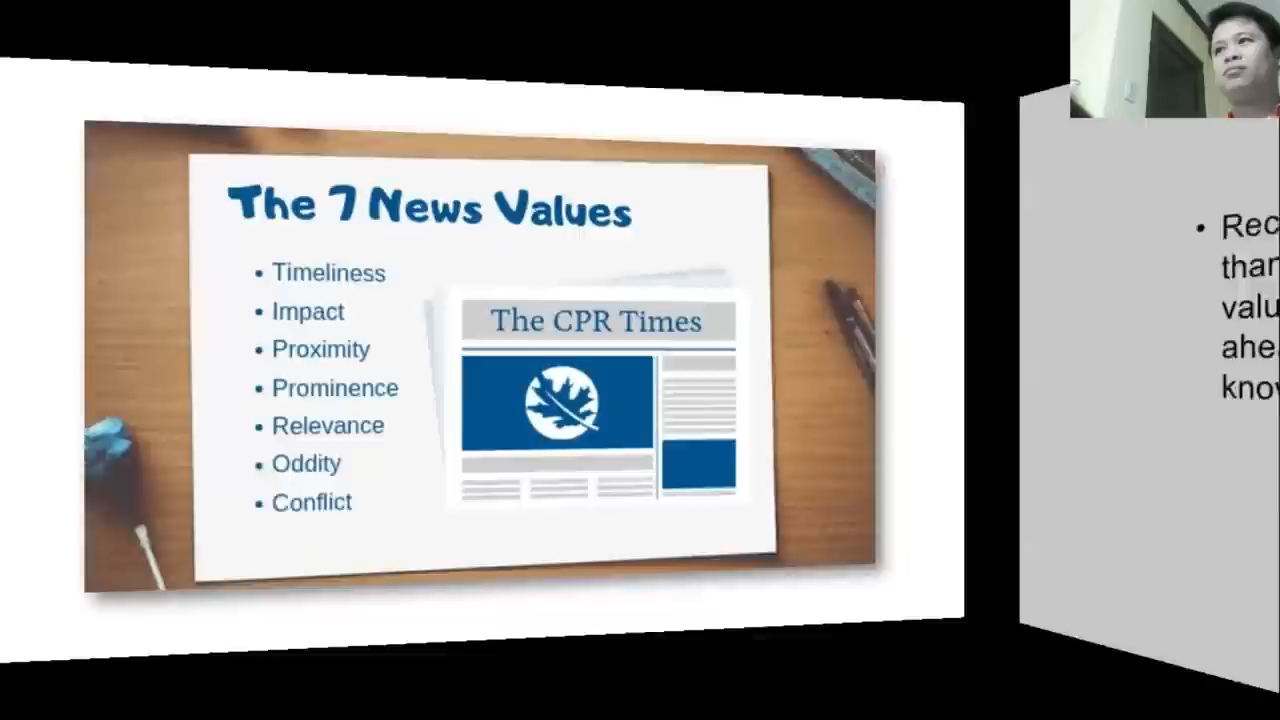 The 7 News Values
• Timeliness
• Impact
• Proximity
• Prominence
• Relevance
• Oddity
• Conflict
The CPR Times